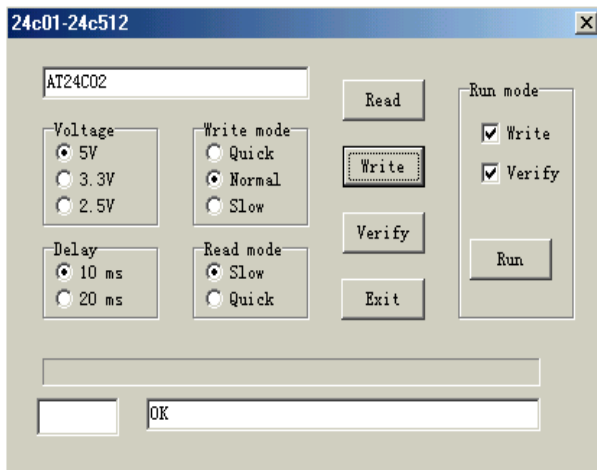 24c01-24c512
AT24C02
Voltage
5V
3.3V
2.5V
Write mode
Quick
Normal
Slow
Delay
10 ms
20 ms
Read mode
Slow
Quick
Read
Write
Verify
Exit
Run mode
Write
Verify
Run
OK